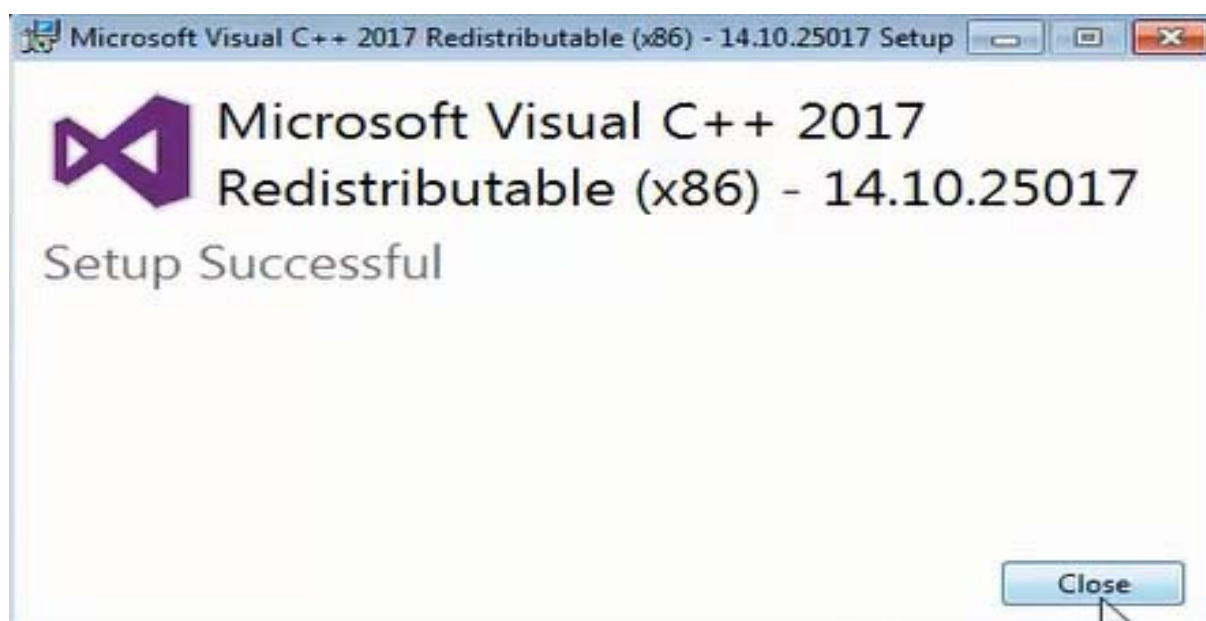 Microsoft Visual C++ 2017 Redistributable (x86) - 14.10.25017 Setup
Microsoft Visual C++ 2017
Redistributable (x86) - 14.10.25017
Setup Successful
Close